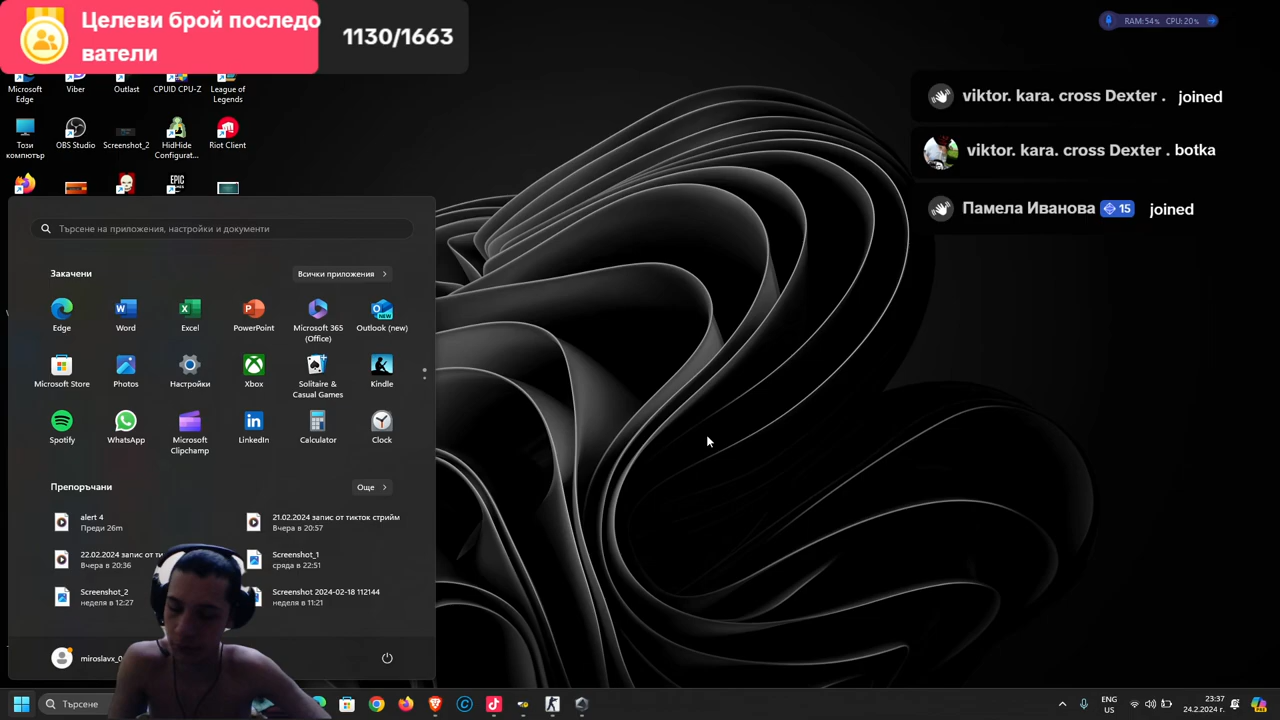 Целеви брой последо
ватели
1130/1663
RAM:54% CPU:20%
viktor. kara. cross Dexter . joined
viktor. kara. cross Dexter . botka
Памела Иванова 15 joined
Microsoft
Edge
Viber
Outlast
CPUID CPU-Z
League of
Legends
Този
компютър
OBS Studio
Screenshot_2
HidHide
Configurat...
Riot Client
EPIC
GAMES
Търсене на приложения, настройки и документи
Закачени
Всички приложения
Edge
Word
Excel
PowerPoint
Microsoft 365
(Office)
Outlook (new)
Microsoft Store
Photos
Настройки
Xbox
Solitaire &
Casual Games
Kindle
Spotify
WhatsApp
Microsoft
Clipchamp
LinkedIn
Calculator
Clock
Препоръчани
Още
alert 4
Преди 26m
21.02.2024 запис от тикток стрийм
Вчера в 20:57
22.02.2024 запис от
Вчера в 20:36
Screenshot_1
сряда в 22:51
Screenshot_2
неделя в 12:27
Screenshot 2024-02-18 112144
неделя в 11:21
miroslavx_
Търсене
ENG
US
23:37
24.2.2024 г.